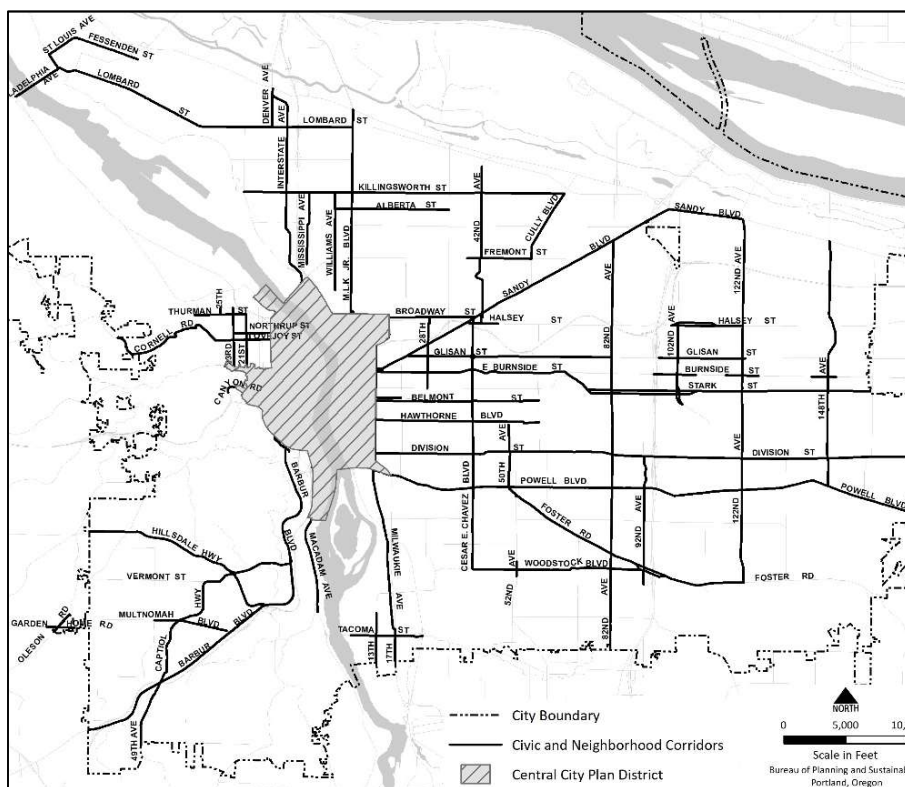 ST LOUIS AVE
FESSENDEN ST
ADELPHIA AVE
LOMBARD ST
DENVER AVE
LOMBARD ST
INTERSTATE AVE
KILLINGSWORTH ST
ALBERTA ST
MISSISSIPPI AVE
WILLIAMS AVE
M L K JR. BLVD
42ND AVE
CULLY BLVD
FREMONT ST
SANDY BLVD
SANDY BLVD
82ND AVE
122ND AVE
BROADWAY ST
HALSEY ST
HALSEY ST
28TH
GLISAN ST
GLISAN ST
102ND AVE
E BURNSIDE ST
BURNSIDE ST
STARK ST
148TH AVE
THURMAN ST
25TH
NORTHRUP ST
LOVEJOY ST
23RD
21ST
CORNELL RD
CANYON RD
BELMONT ST
HAWTHORNE BLVD
DIVISION ST
DIVISION ST
50TH AVE
POWELL BLVD
POWELL BLVD
CESAR E. CHAVEZ BLVD
FOSTER RD
FOSTER RD
92ND AVE
122ND AVE
WOODSTOCK BLVD
52ND AVE
82ND AVE
BARBUR BLVD
MACADAM AVE
MILWAUKIE AVE
HILLSDALE HWY
VERMONT ST
MULTNOMAH BLVD
CAPTIOL HWY
BARBUR BLVD
GARDEN HOME RD
OLESON RD
49TH AVE
TACOMA ST
13TH
17TH
City Boundary
Civic and Neighborhood Corridors
Central City Plan District
NORTH
0 5,000 10,
Scale in Feet
Bureau of Planning and Sustainab
Portland, Oregon